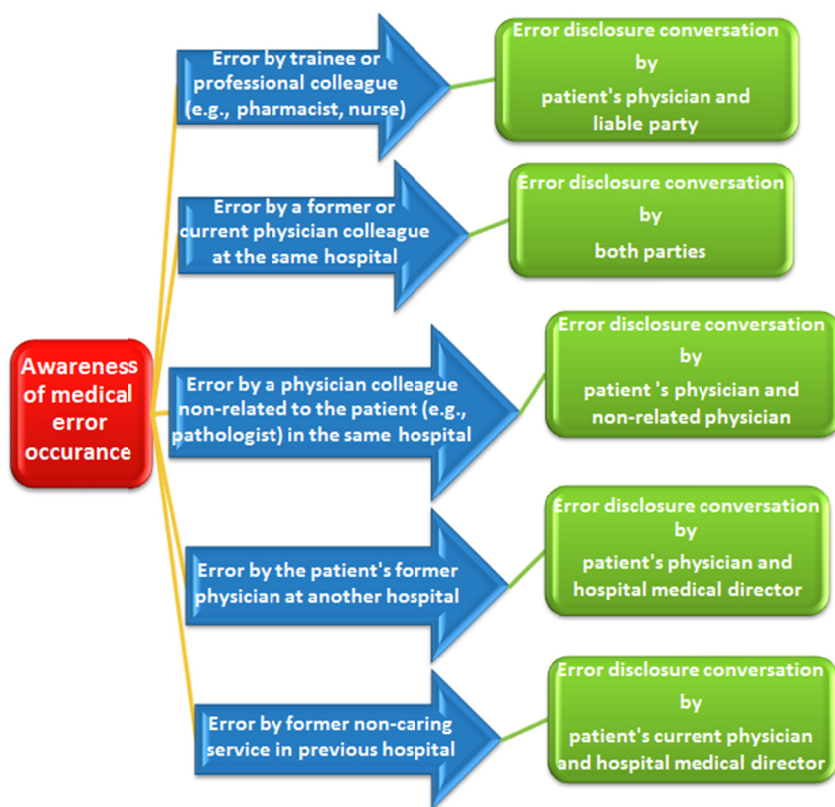 Awareness
of medical
error
occurance
Error by trainee or
professional colleague
(e.g., pharmacist, nurse)
Error disclosure conversation
by
patient's physician and
liable party
Error by a former or
current physician colleague
at the same hospital
Error disclosure conversation
by
both parties
Error by a physician colleague
non-related to the patient (e.g.,
pathologist) in the same hospital
Error disclosure conversation
by
patient 's physician and
non-related physician
Error by the patient's former
physician at another hospital
Error disclosure conversation
by
patient's physician and
hospital medical director
Error by former non-caring
service in previous hospital
Error disclosure conversation
by
patient's current physician
and hospital medical director